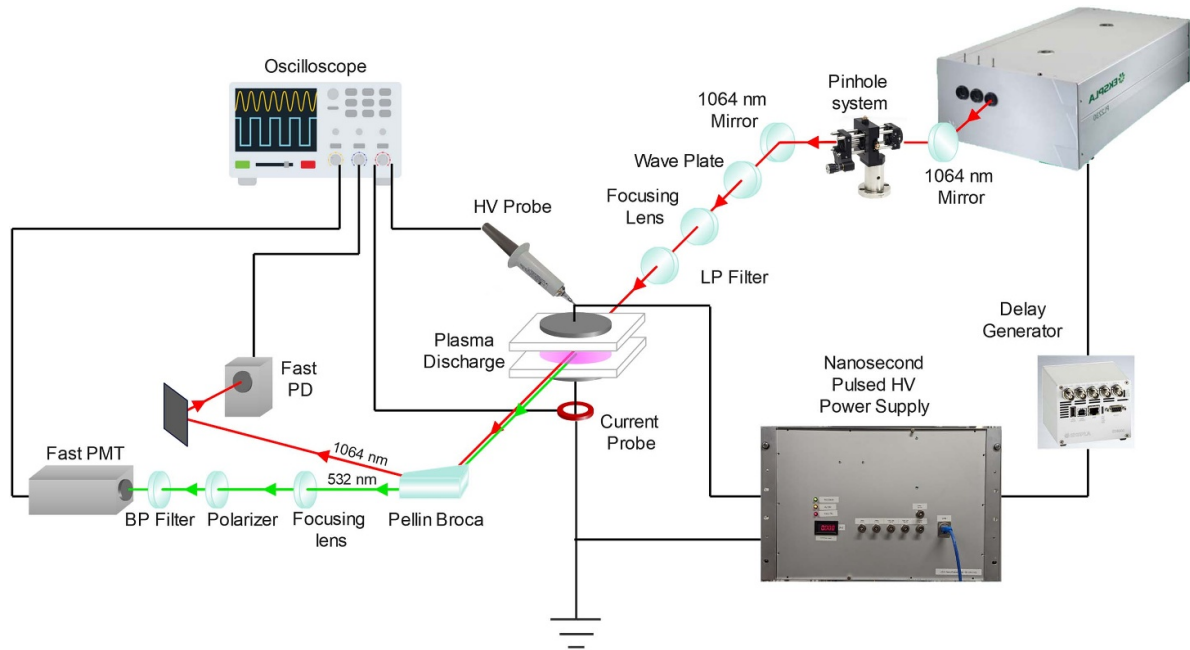 Oscilloscope
1064 nm
Mirror
Pinhole
system
EKSPLA
1064 nm
Mirror
Wave Plate
Focusing
Lens
LP Filter
HV Probe
Plasma
Discharge
Current
Probe
Delay
Generator
Nanosecond
Pulsed HV
Power Supply
Fast
PD
1064 nm
532 nm
Fast PMT
BP Filter
Polarizer
Focusing
lens
Pellin Broca